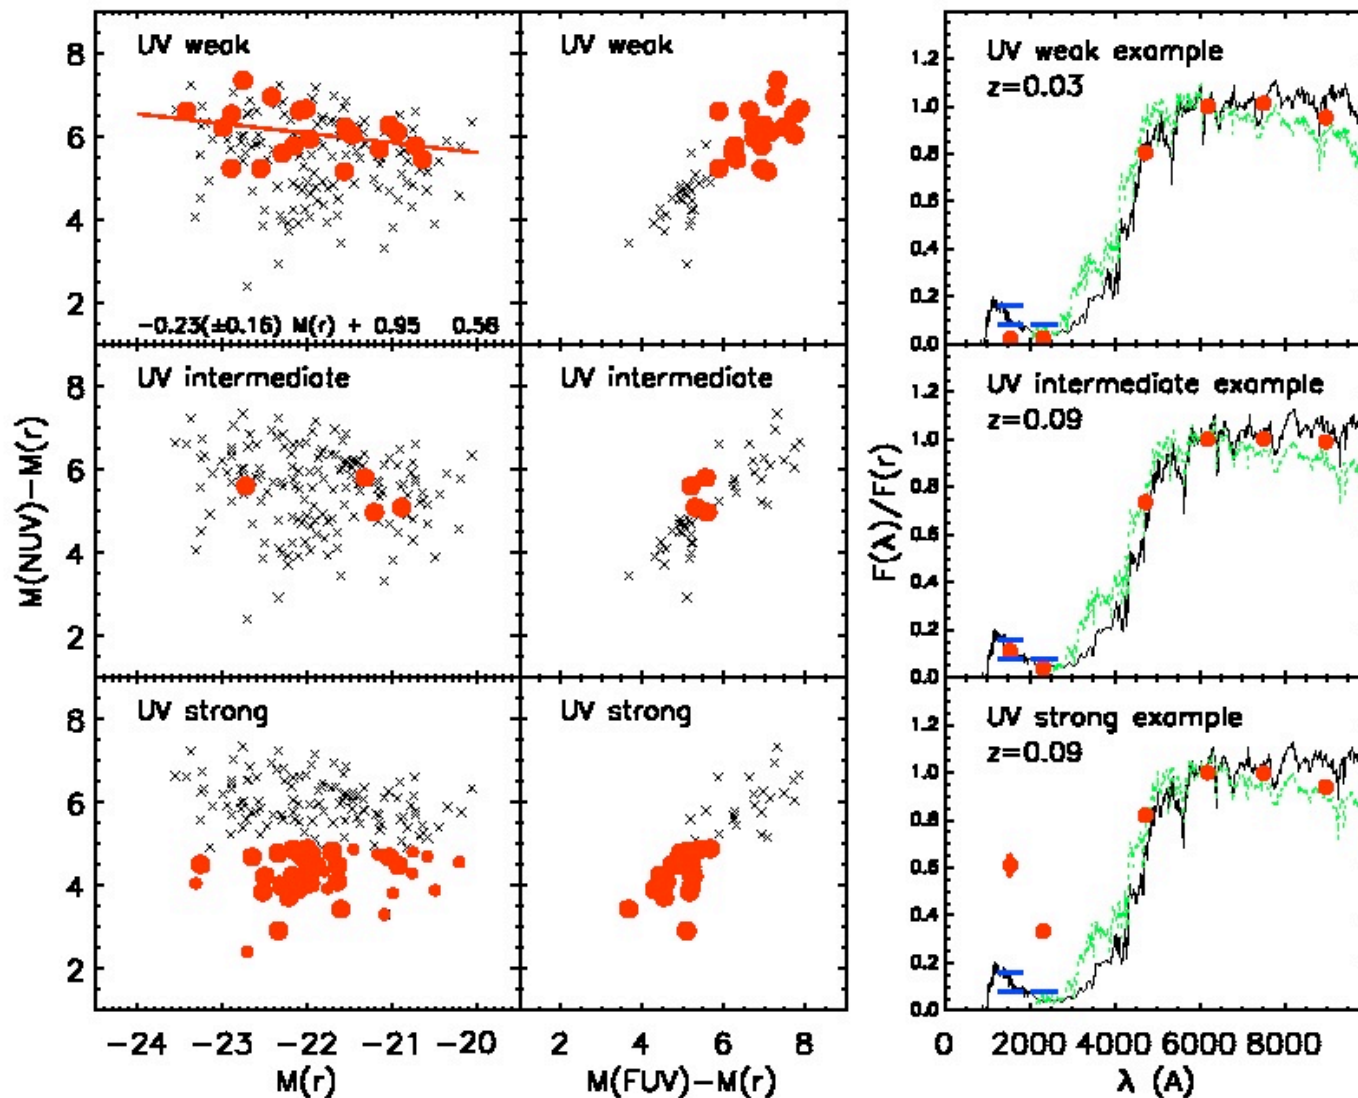 UV weak
UV weak
UV weak example
z=0.03
8
6
4
2
-0.23(±0.16) M(r) + 0.95 0.58
1.2
1.0
0.8
0.6
0.4
0.2
0.0
UV intermediate
UV intermediate
UV intermediate example
z=0.09
8
6
4
2
1.2
1.0
0.8
0.6
0.4
0.2
0.0
M(NUV)-M(r)
F(λ)/F(r)
UV strong
UV strong
UV strong example
z=0.09
8
6
4
2
1.2
1.0
0.8
0.6
0.4
0.2
0.0
-24 -23 -22 -21 -20
2 4 6 8
0 2000 4000 6000 8000
M(r)
M(FUV)-M(r)
λ (A)